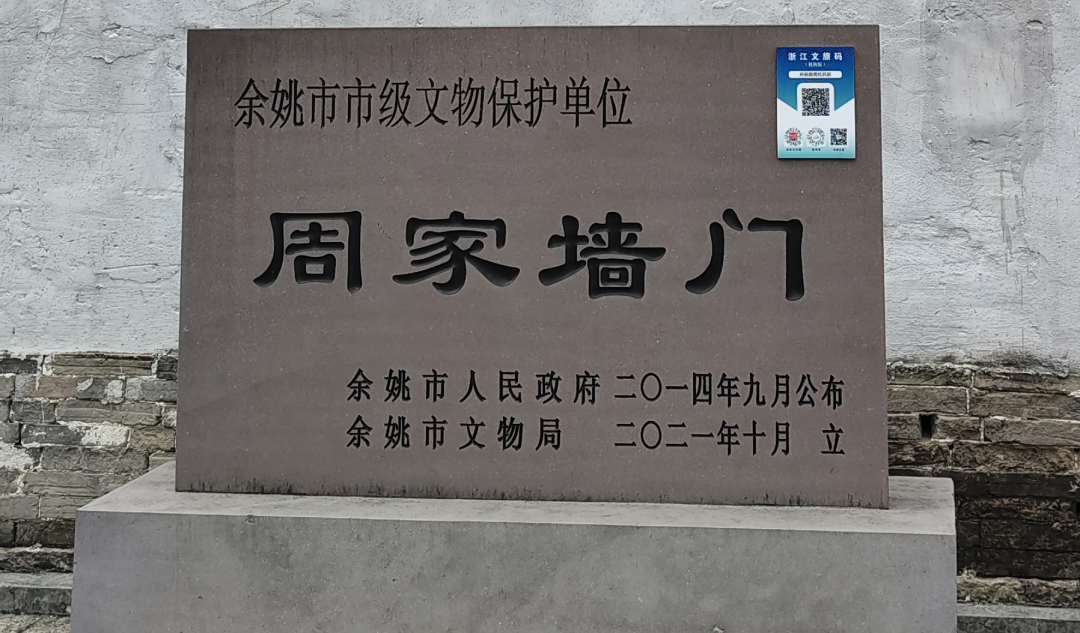 余姚市市级文物保护单位
浙江文旅码
周家墙门
余姚市人民政府 二〇一四年九月公布
余姚市文物局 二〇二一年十月 立